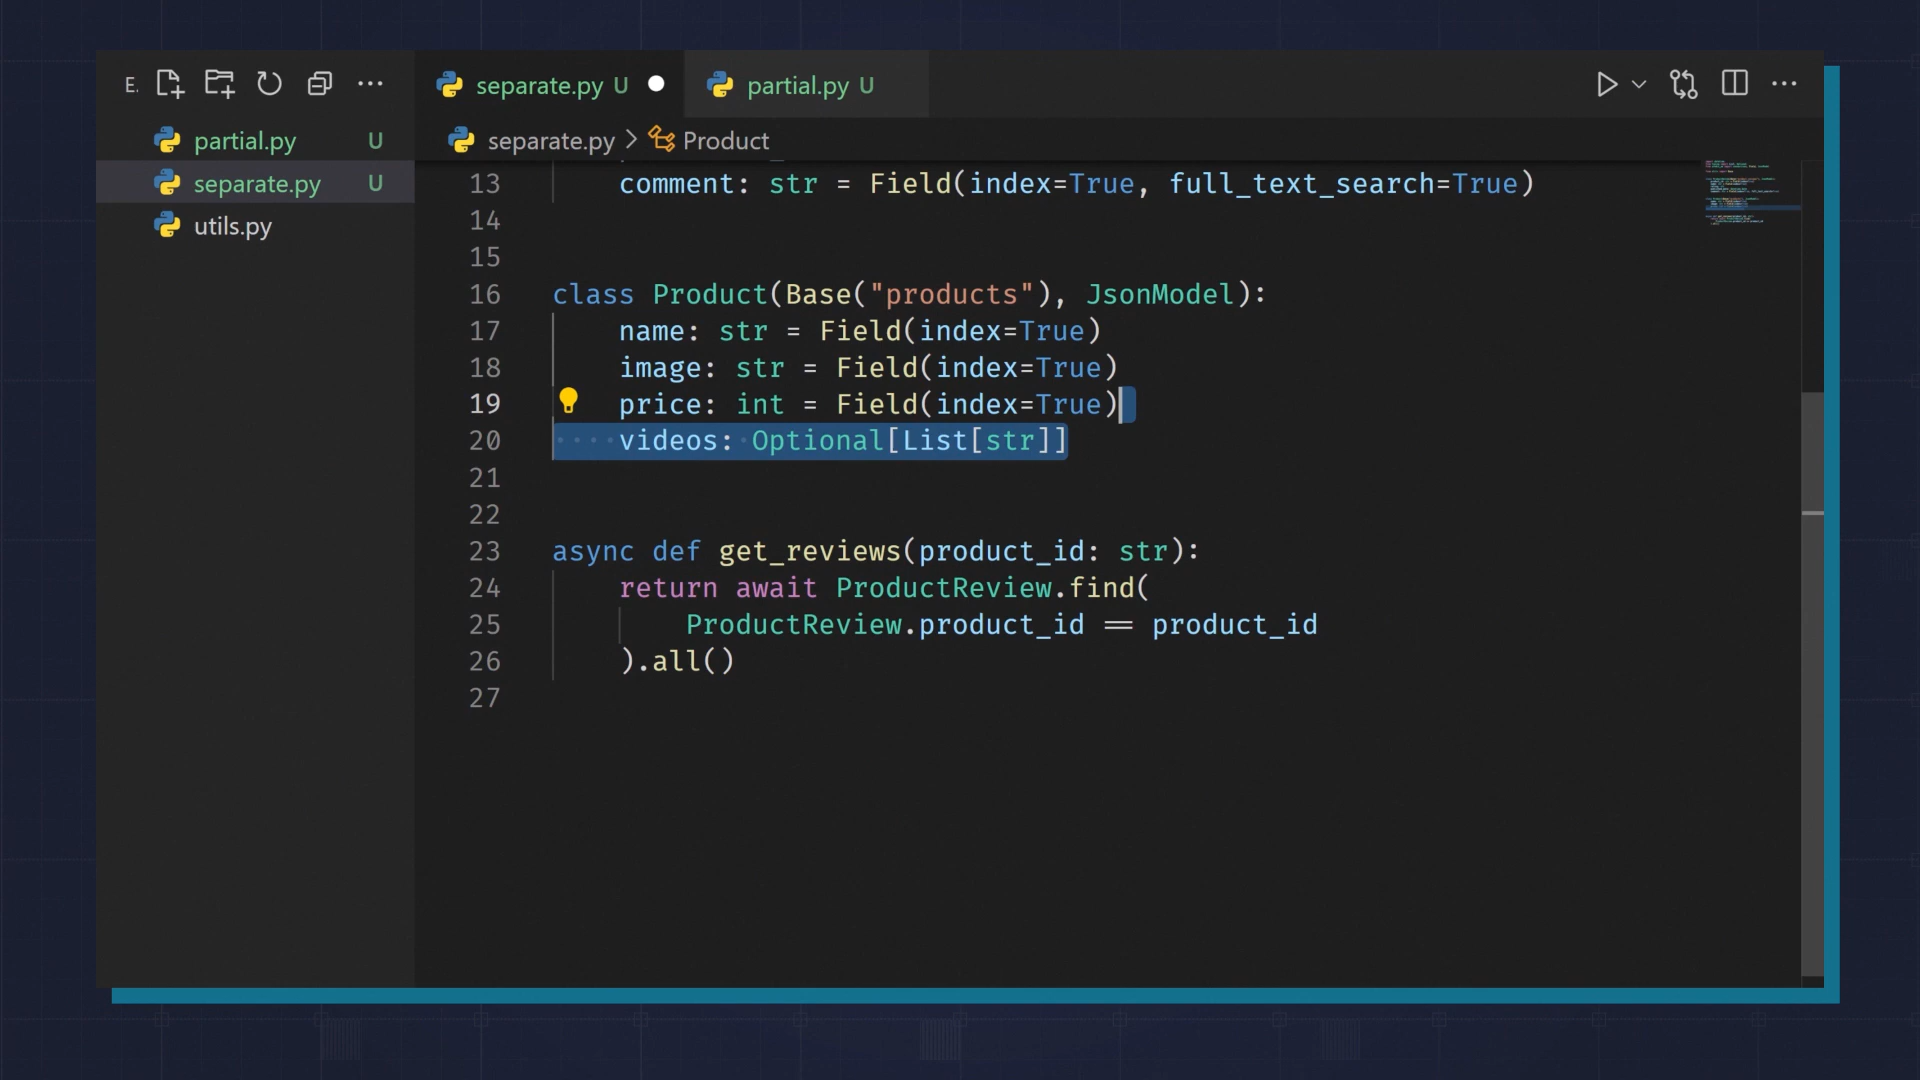 E.
separate.py U
partial.py U
partial.py U
separate.py U
utils.py
separate.py > Product
13 comment: str = Field(index=True, full_text_search=True)
14
15
16 class Product(Base("products"), JsonModel):
17 name: str = Field(index=True)
18 image: str = Field(index=True)
19 price: int = Field(index=True)
20 videos: Optional[List[str]]
21
22
23 async def get_reviews(product_id: str):
24 return await ProductReview.find(
25 ProductReview.product_id == product_id
26 ).all()
27